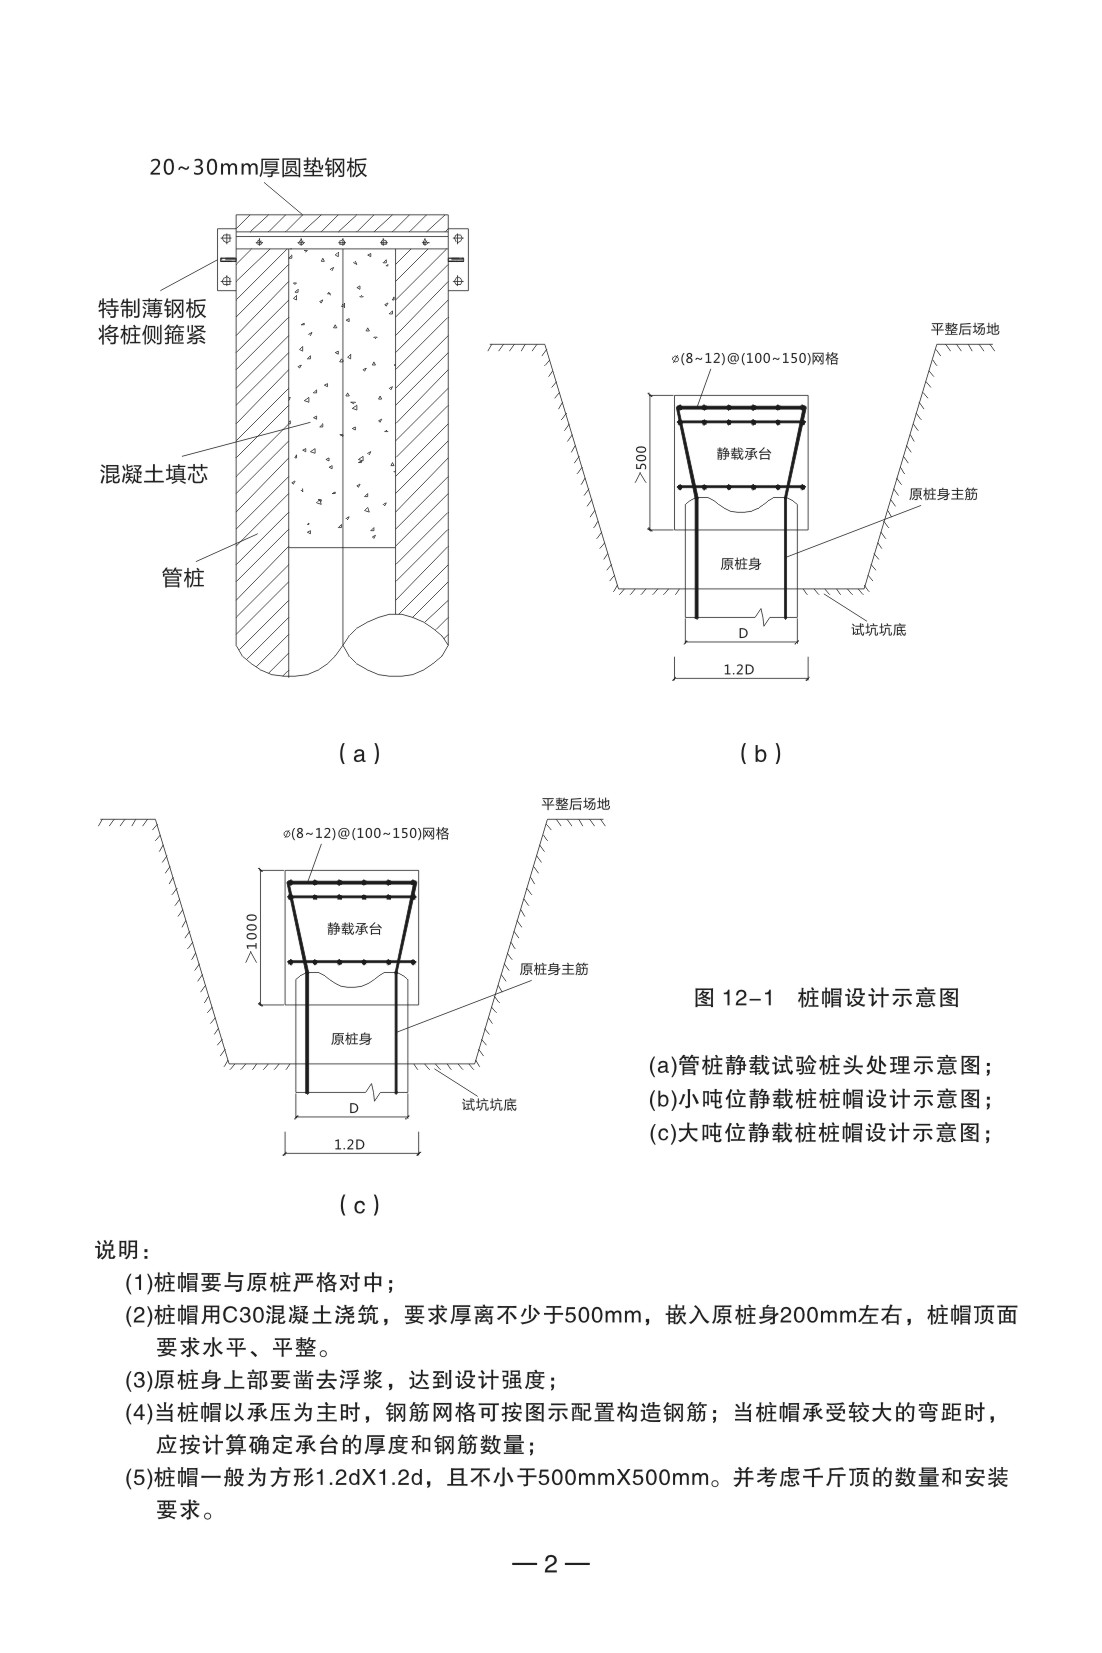 20~30mm厚圆垫钢板
特制薄钢板
将桩侧箍紧
混凝土填芯
管桩
(a)
平整后场地
⌀(8~12)@(100~150)网格
>500
静载承台
原桩身主筋
原桩身
试坑坑底
D
1.2D
(b)
平整后场地
⌀(8~12)@(100~150)网格
>1000
静载承台
原桩身主筋
原桩身
试坑坑底
D
1.2D
(c)
图 12-1 桩帽设计示意图
(a)管桩静载试验桩头处理示意图；
(b)小吨位静载桩桩帽设计示意图；
(c)大吨位静载桩桩帽设计示意图；
说明：
(1)桩帽要与原桩严格对中；
(2)桩帽用C30混凝土浇筑，要求厚离不少于500mm，嵌入原桩身200mm左右，桩帽顶面
要求水平、平整。
(3)原桩身上部要凿去浮浆，达到设计强度；
(4)当桩帽以承压为主时，钢筋网格可按图示配置构造钢筋；当桩帽承受较大的弯距时，
应按计算确定承台的厚度和钢筋数量；
(5)桩帽一般为方形1.2dX1.2d，且不小于500mmX500mm。并考虑千斤顶的数量和安装
要求。
— 2 —